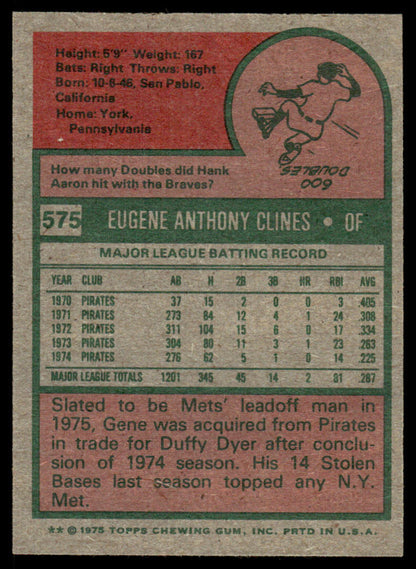 Height: 5'9" Weight: 167
Bats: Right Throws: Right
Born: 10-6-46, San Pablo,
California
Home: York,
Pennsylvania
How many Doubles did Hank
Aaron hit with the Braves?
600
DOUBLES
575 EUGENE ANTHONY CLINES • OF
MAJOR LEAGUE BATTING RECORD
YEAR CLUB AB H 2B 3B HR RBI AVG
1970 PIRATES 37 15 2 0 0 3 .405
1971 PIRATES 273 84 12 4 1 24 .308
1972 PIRATES 311 104 15 6 0 17 .334
1973 PIRATES 304 80 11 3 1 23 .263
1974 PIRATES 276 62 5 1 0 14 .225
MAJOR LEAGUE TOTALS 1201 345 45 14 2 81 .287
Slated to be Mets' leadoff man in
1975, Gene was acquired from Pirates
in trade for Duffy Dyer after conclu-
sion of 1974 season. His 14 Stolen
Bases last season topped any N.Y.
Met.
** © 1975 TOPPS CHEWING GUM, INC. PRTD IN U.S.A.